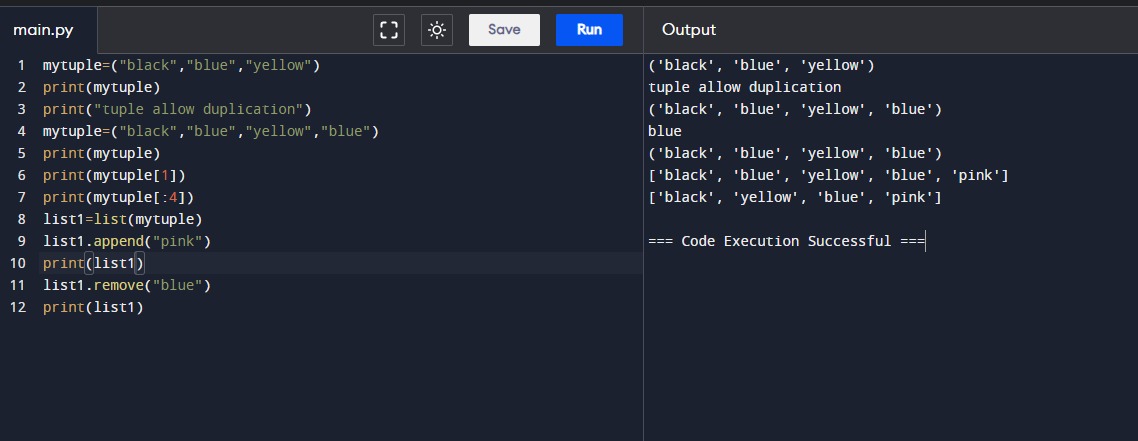 main.py Save Run Output
1 mytuple=("black","blue","yellow")
2 print(mytuple)
3 print("tuple allow duplication")
4 mytuple=("black","blue","yellow","blue")
5 print(mytuple)
6 print(mytuple[1])
7 print(mytuple[:4])
8 list1=list(mytuple)
9 list1.append("pink")
10 print(list1)
11 list1.remove("blue")
12 print(list1)
('black', 'blue', 'yellow')
tuple allow duplication
('black', 'blue', 'yellow', 'blue')
blue
('black', 'blue', 'yellow', 'blue')
['black', 'blue', 'yellow', 'blue', 'pink']
['black', 'yellow', 'blue', 'pink']
=== Code Execution Successful ===